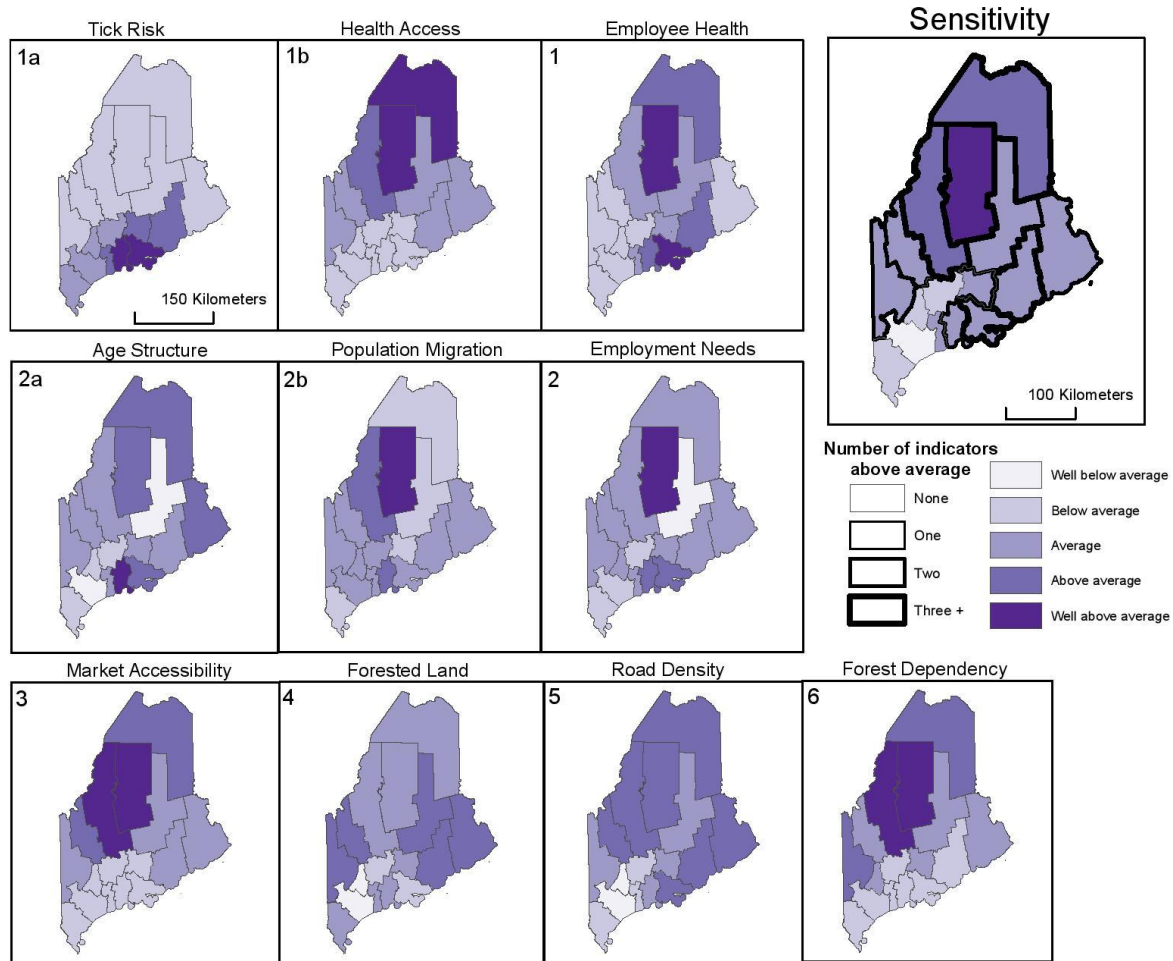 Tick Risk
Health Access
Employee Health
Sensitivity
1a
1b
1
150 Kilometers
100 Kilometers
Age Structure
Population Migration
Employment Needs
2a
2b
2
Number of indicators
above average
None
One
Two
Three +
Well below average
Below average
Average
Above average
Well above average
Market Accessibility
Forested Land
Road Density
Forest Dependency
3
4
5
6